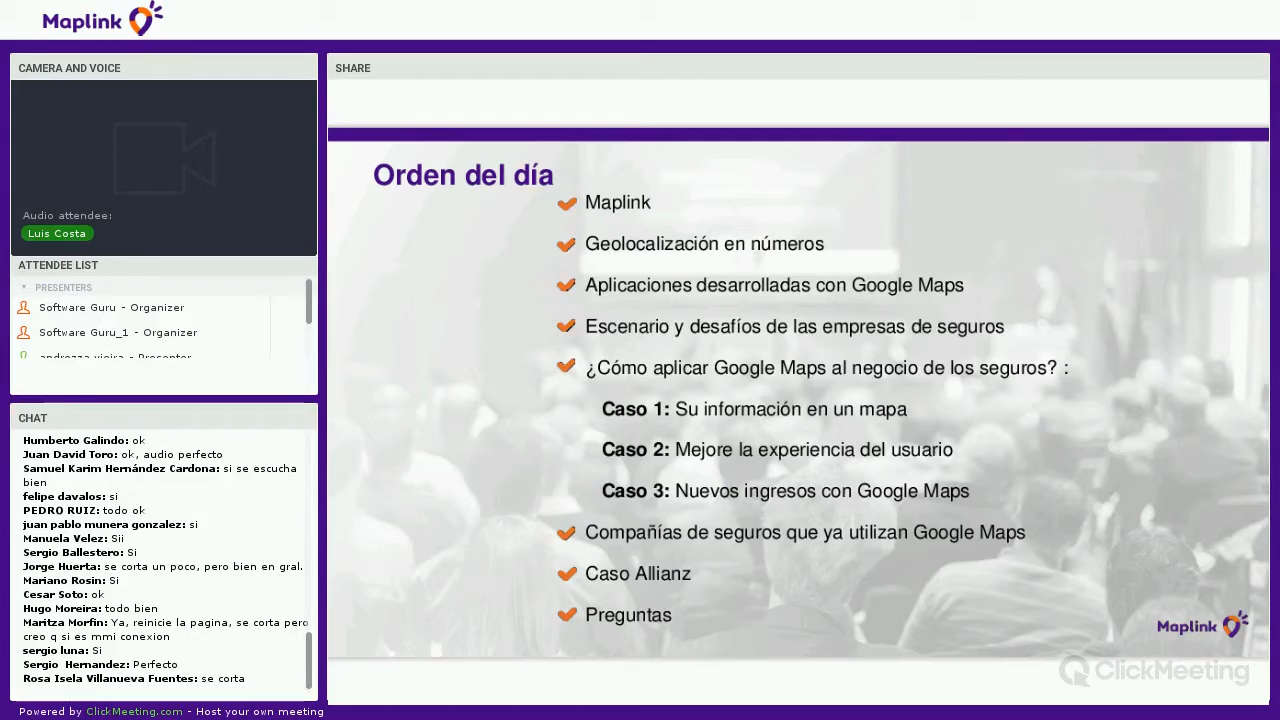 Maplink
CAMERA AND VOICE
Audio attendee:
Luis Costa
ATTENDEE LIST
PRESENTERS
Software Guru - Organizer
Software Guru_1 - Organizer
andrezza vieira - Presenter
CHAT
Humberto Galindo: ok
Juan David Toro: ok, audio perfecto
Samuel Karim Hernández Cardona: si se escucha
bien
felipe davalos: si
PEDRO RUIZ: todo ok
juan pablo munera gonzalez: si
Manuela Velez: Sii
Sergio Ballestero: Si
Jorge Huerta: se corta un poco, pero bien en gral.
Mariano Rosin: Si
Cesar Soto: ok
Hugo Moreira: todo bien
Maritza Morfin: Ya, reinicie la pagina, se corta pero
creo q si es mmi conexion
sergio luna: Si
Sergio Hernandez: Perfecto
Rosa Isela Villanueva Fuentes: se corta
Powered by ClickMeeting.com - Host your own meeting
SHARE
Orden del día
Maplink
Geolocalización en números
Aplicaciones desarrolladas con Google Maps
Escenario y desafíos de las empresas de seguros
¿Cómo aplicar Google Maps al negocio de los seguros? :
Caso 1: Su información en un mapa
Caso 2: Mejore la experiencia del usuario
Caso 3: Nuevos ingresos con Google Maps
Compañías de seguros que ya utilizan Google Maps
Caso Allianz
Preguntas
Maplink
ClickMeeting